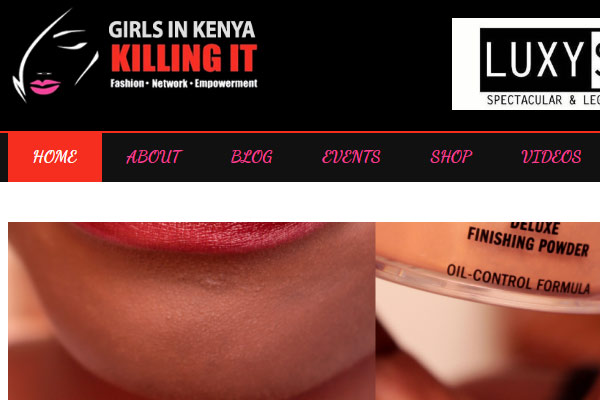 GIRLS IN KENYA
KILLING IT
Fashion • Network • Empowerment
LUXY
SPECTACULAR &
HOME ABOUT BLOG EVENTS SHOP VIDEOS
DELUXE
FINISHING POWDER
OIL-CONTROL FORMULA